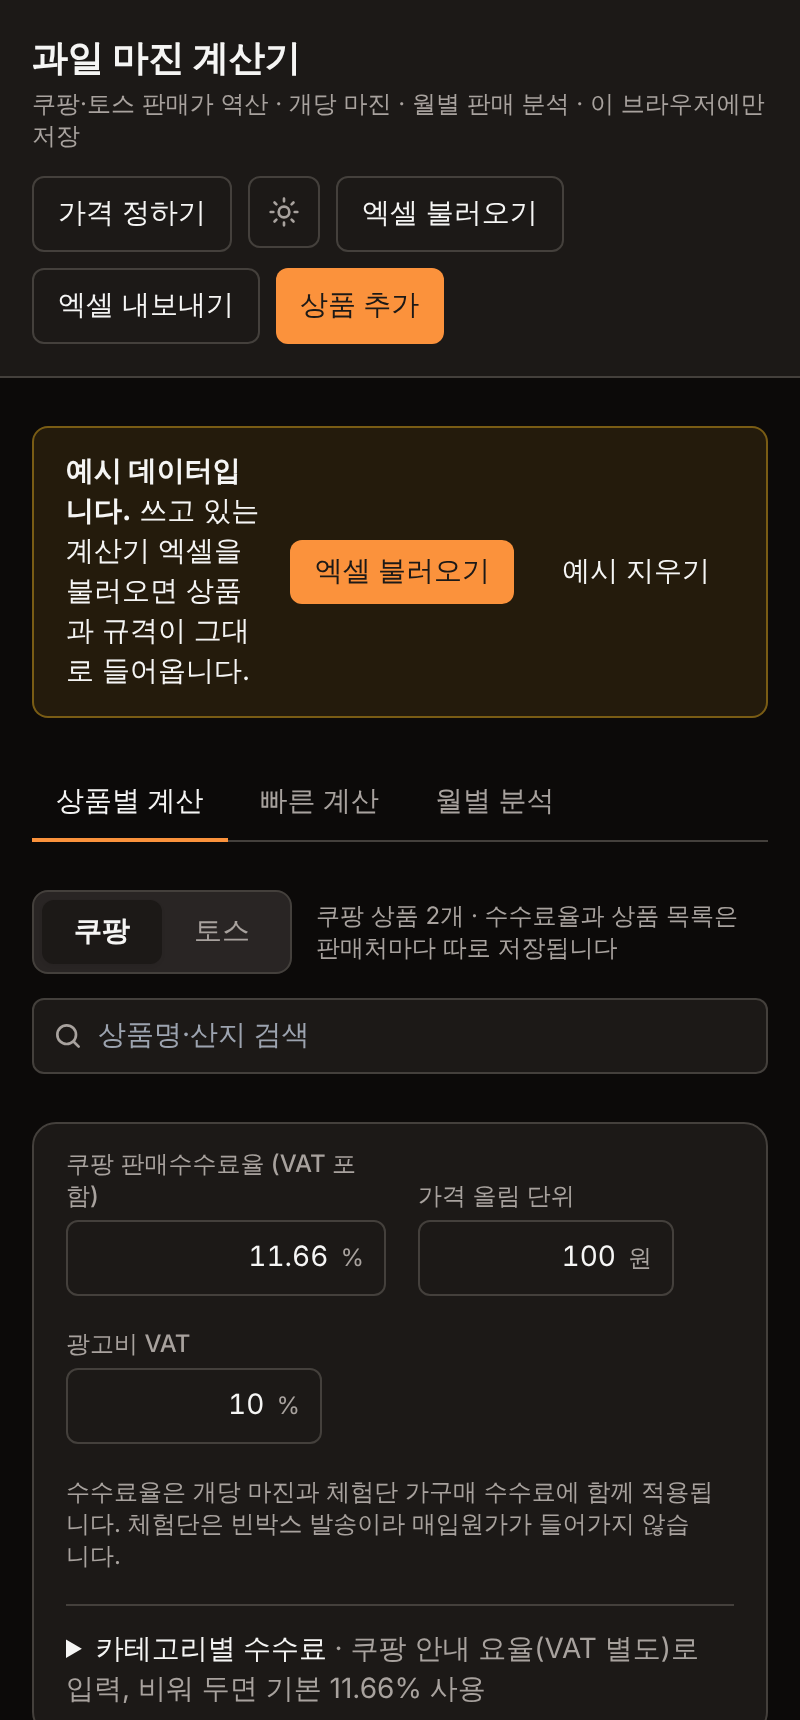 과일 마진 계산기
쿠팡·토스 판매가 역산 · 개당 마진 · 월별 판매 분석 · 이 브라우저에만
저장
가격 정하기
엑셀 불러오기
엑셀 내보내기
상품 추가
예시 데이터입
니다. 쓰고 있는
계산기 엑셀을
불러오면 상품
과 규격이 그대
로 들어옵니다.
엑셀 불러오기
예시 지우기
상품별 계산
빠른 계산
월별 분석
쿠팡
토스
쿠팡 상품 2개 · 수수료율과 상품 목록은
판매처마다 따로 저장됩니다
상품명·산지 검색
쿠팡 판매수수료율 (VAT 포
함)
11.66 %
가격 올림 단위
100 원
광고비 VAT
10 %
수수료율은 개당 마진과 체험단 가구매 수수료에 함께 적용됩
니다. 체험단은 빈박스 발송이라 매입원가가 들어가지 않습
니다.
▶ 카테고리별 수수료 · 쿠팡 안내 요율(VAT 별도)로
입력, 비워 두면 기본 11.66% 사용